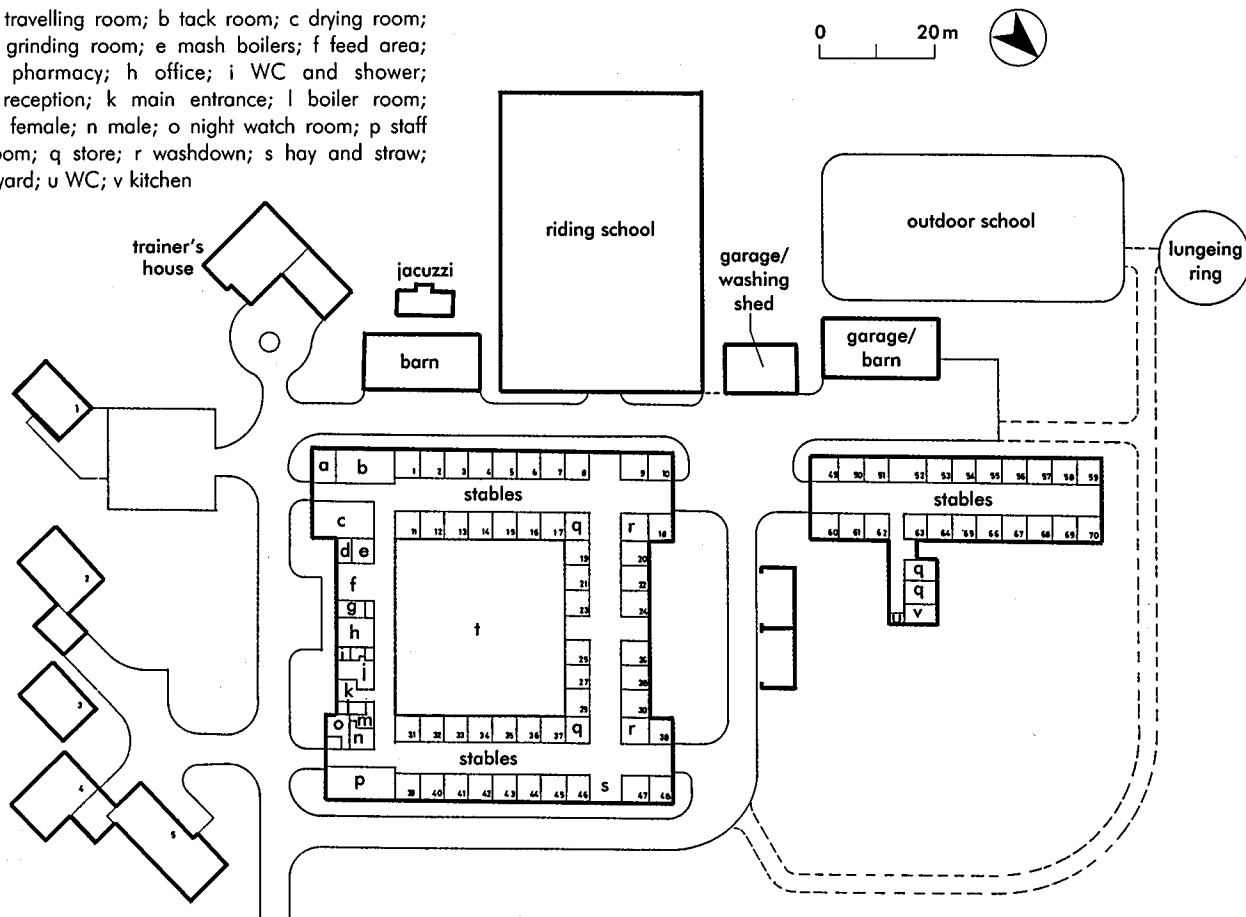 travelling room; b tack room; c drying room;
grinding room; e mash boilers; f feed area;
pharmacy; h office; i WC and shower;
reception; k main entrance; l boiler room;
female; n male; o night watch room; p staff
oom; q store; r washdown; s hay and straw;
yard; u WC; v kitchen
0 20 m
trainer's
house
jacuzzi
barn
riding school
garage/
washing
shed
garage/
barn
outdoor school
lungeing
ring
1
2
3
4
5
a b 1 2 3 4 5 6 7 8 9 10
stables
c 11 12 13 14 15 16 17 q r 18
d e
19 20
f 21 22
g 23 24
h
t
i j 25
k 27
l 29 30
o m n
31 32 33 34 35 36 37 q r 38
stables
p 39 40 41 42 43 44 45 46 s 47 48
49 50 51 52 53 54 55 56 57 58 59
stables
60 61 62 63 64 65 66 67 68 69 70
q
q
u v